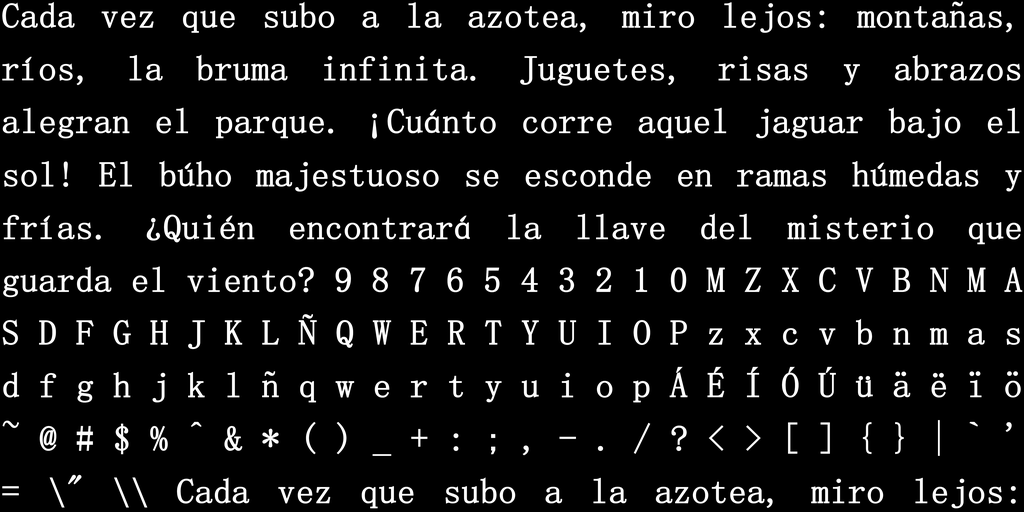 Cada vez que subo a la azotea, miro lejos: montañas,
ríos, la bruma infinita. Juguetes, risas y abrazos
alegran el parque. ¡Cuánto corre aquel jaguar bajo el
sol! El búho majestuoso se esconde en ramas húmedas y
frías. ¿Quién encontrará la llave del misterio que
guarda el viento? 9 8 7 6 5 4 3 2 1 0 M Z X C V B N M A
S D F G H J K L Ñ Q W E R T Y U I O P z x c v b n m a s
d f g h j k l ñ q w e r t y u i o p Á É Í Ó Ú ü ä ë ï ö
~ @ # $ % ^ & * ( ) _ + : ; , - . / ? < > [ ] { } | ` '
= \" \\ Cada vez que subo a la azotea, miro lejos: